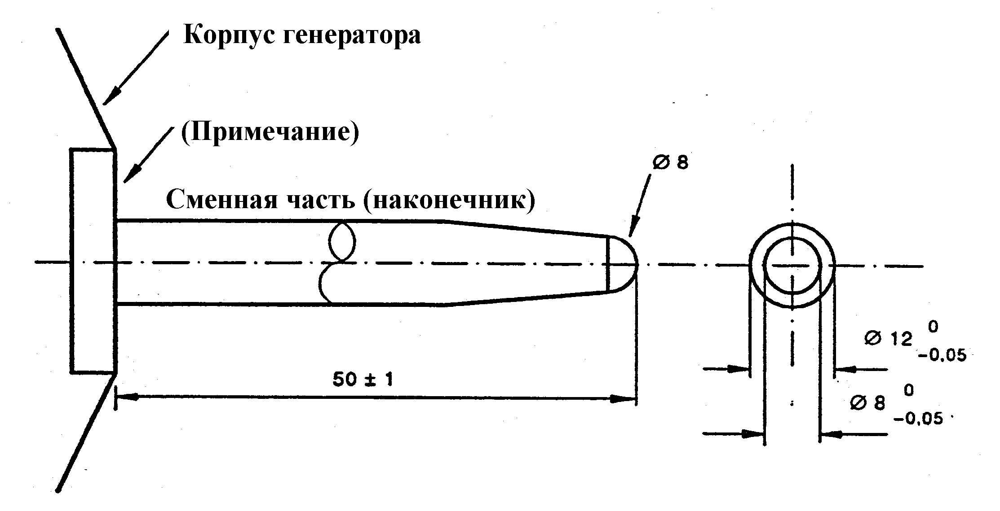 Корпус генератора
(Примечание)
Ø 8
Сменная часть (наконечник)
0
Ø 12
-0,05
50 ± 1
0
Ø 8
-0,05